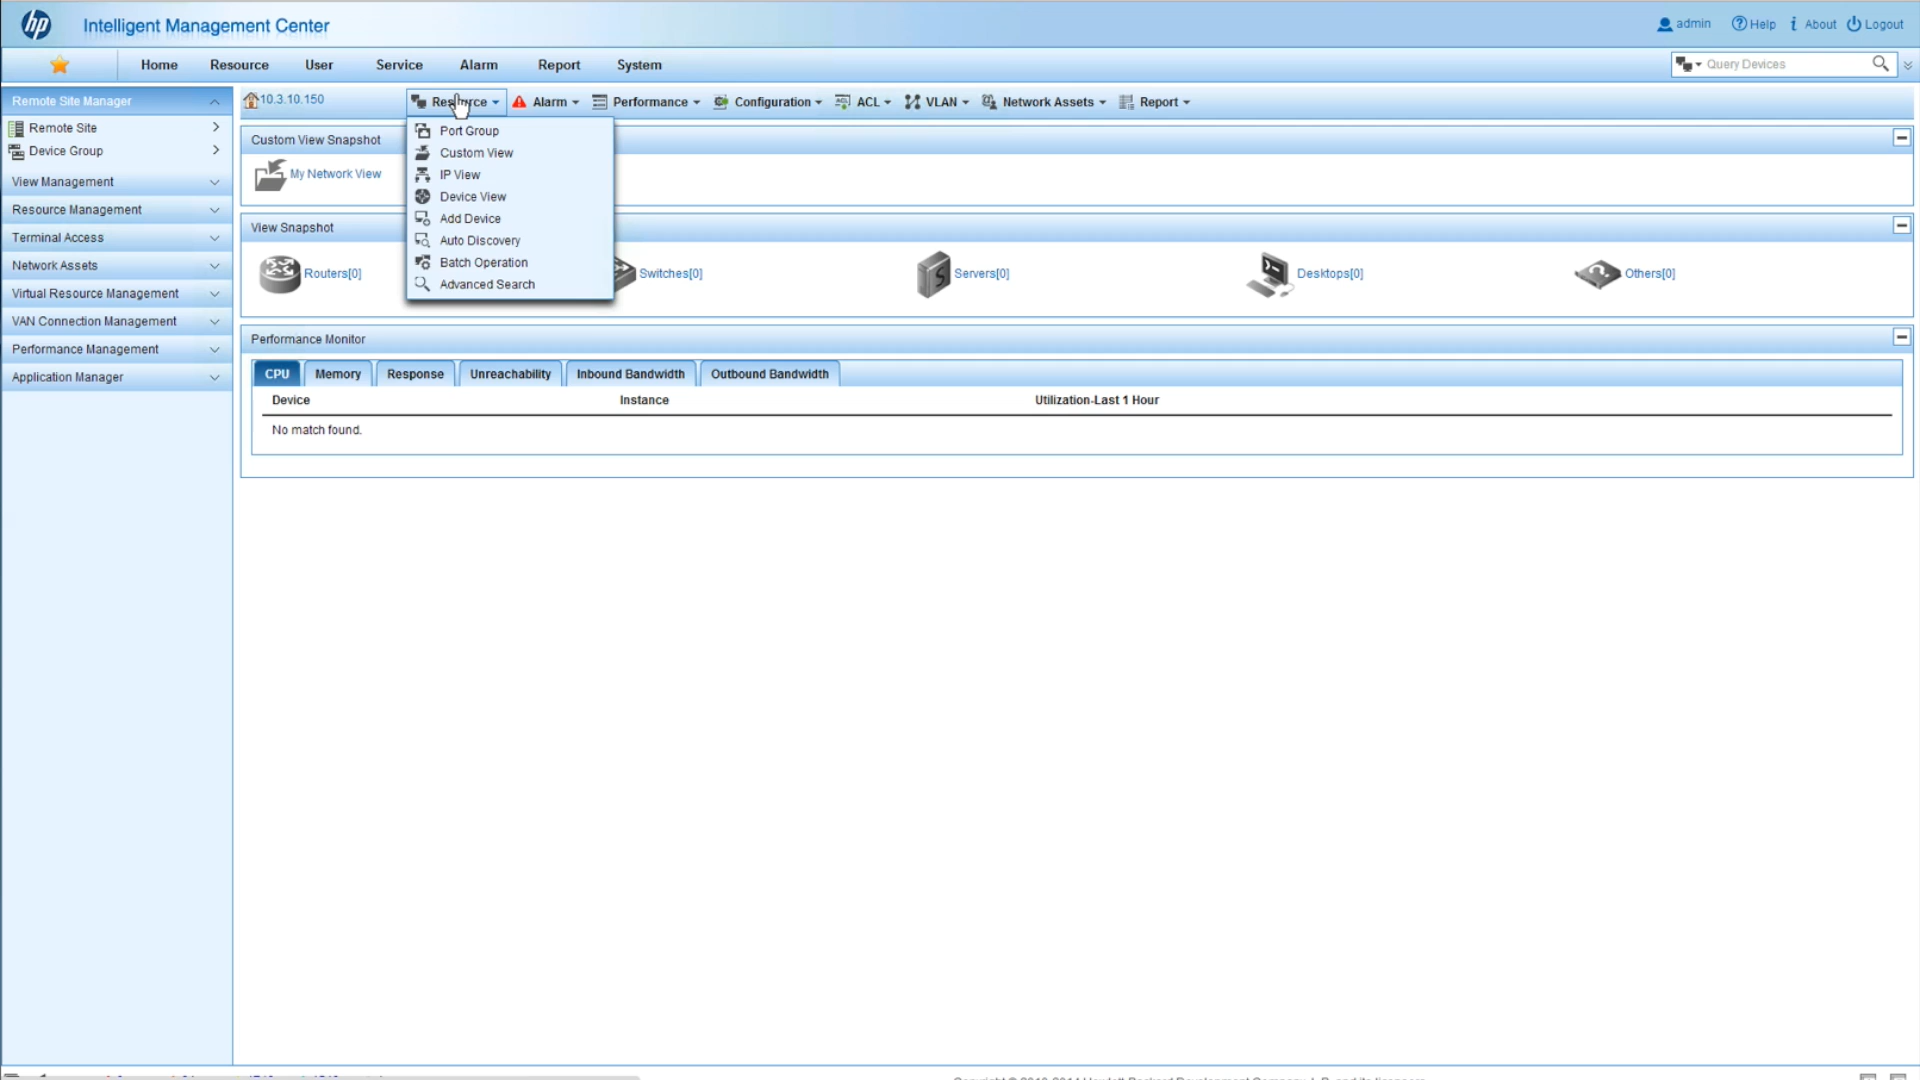 hp Intelligent Management Center
admin Help About Logout
Home Resource User Service Alarm Report System
Query Devices
Remote Site Manager
Remote Site
Device Group
View Management
Resource Management
Terminal Access
Network Assets
Virtual Resource Management
VAN Connection Management
Performance Management
Application Manager
10.3.10.150
Resource Alarm Performance Configuration ACL VLAN Network Assets Report
Port Group
Custom View
IP View
Device View
Add Device
Auto Discovery
Batch Operation
Advanced Search
Custom View Snapshot
My Network View
View Snapshot
Routers[0] Switches[0] Servers[0] Desktops[0] Others[0]
Performance Monitor
CPU Memory Response Unreachability Inbound Bandwidth Outbound Bandwidth
Device Instance Utilization-Last 1 Hour
No match found.